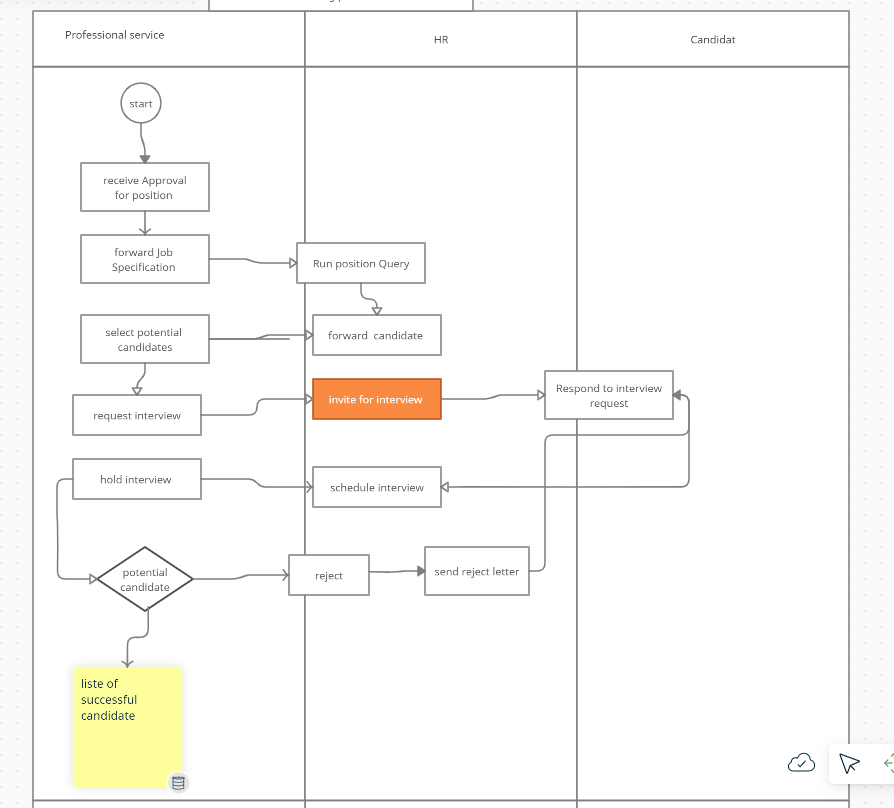 Professional service
HR
Candidat
start
receive Approval
for position
forward Job
Specification
Run position Query
select potential
candidates
forward candidate
Respond to interview
request
invite for interview
request interview
hold interview
schedule interview
potential
candidate
reject
send reject letter
liste of
successful
candidate